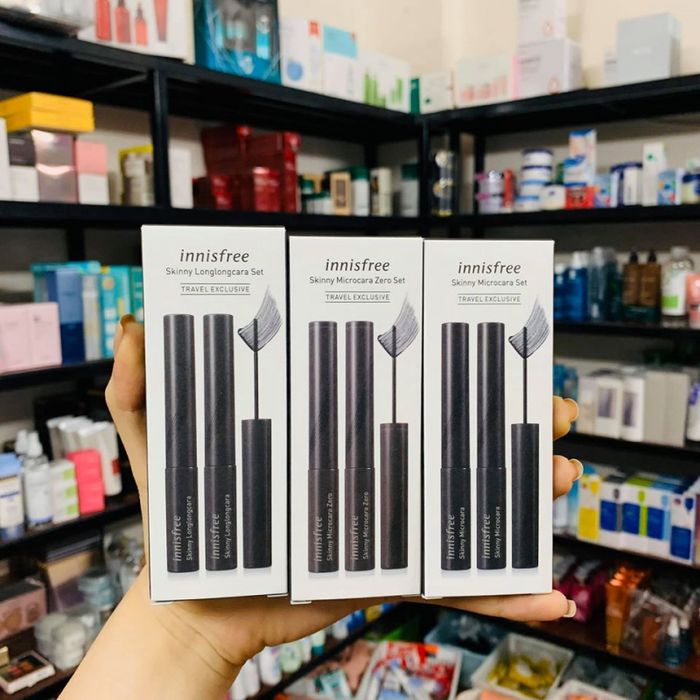 innisfree
Skinny Longlongcara Set
TRAVEL EXCLUSIVE
innisfree
Skinny Longlongcara
innisfree
Skinny Longlongcara
innisfree
Skinny Microcara Zero Set
TRAVEL EXCLUSIVE
innisfree
Skinny Microcara Zero
innisfree
Skinny Microcara Zero
innisfree
Skinny Microcara Set
TRAVEL EXCLUSIVE
innisfree
Skinny Microcara
innisfree
Skinny Microcara